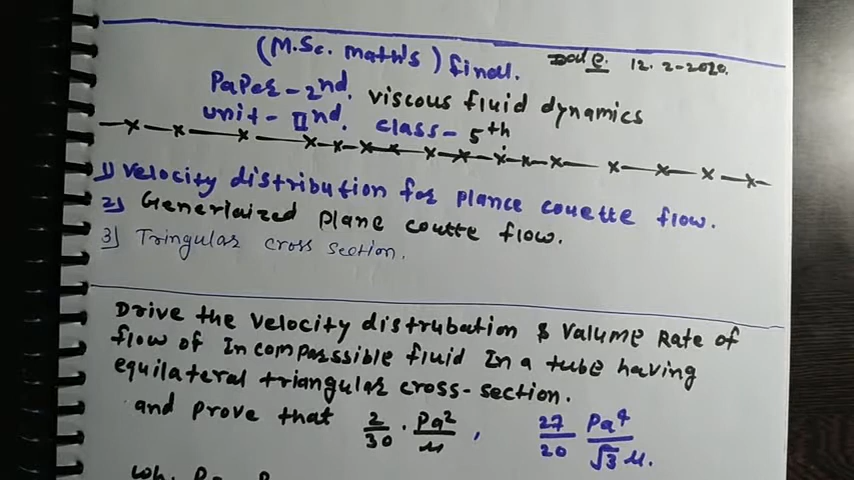 (M.Sc. maths) final. Date. 12.2-2020.
PaPer-2nd. viscous fluid dynamics
unit-IInd. class-5th
1) Velocity distribution for plance couette flow.
2) Generlaized plane coutte flow.
3) Tringular cross section.
Drive the velocity distrubation & Valume Rate of
flow of Incomparssible fluid In a tube having
equilateral triangular cross-section.
and prove that 2/30 · Pa²/μ, 27/20 Pa⁴/√3 μ.